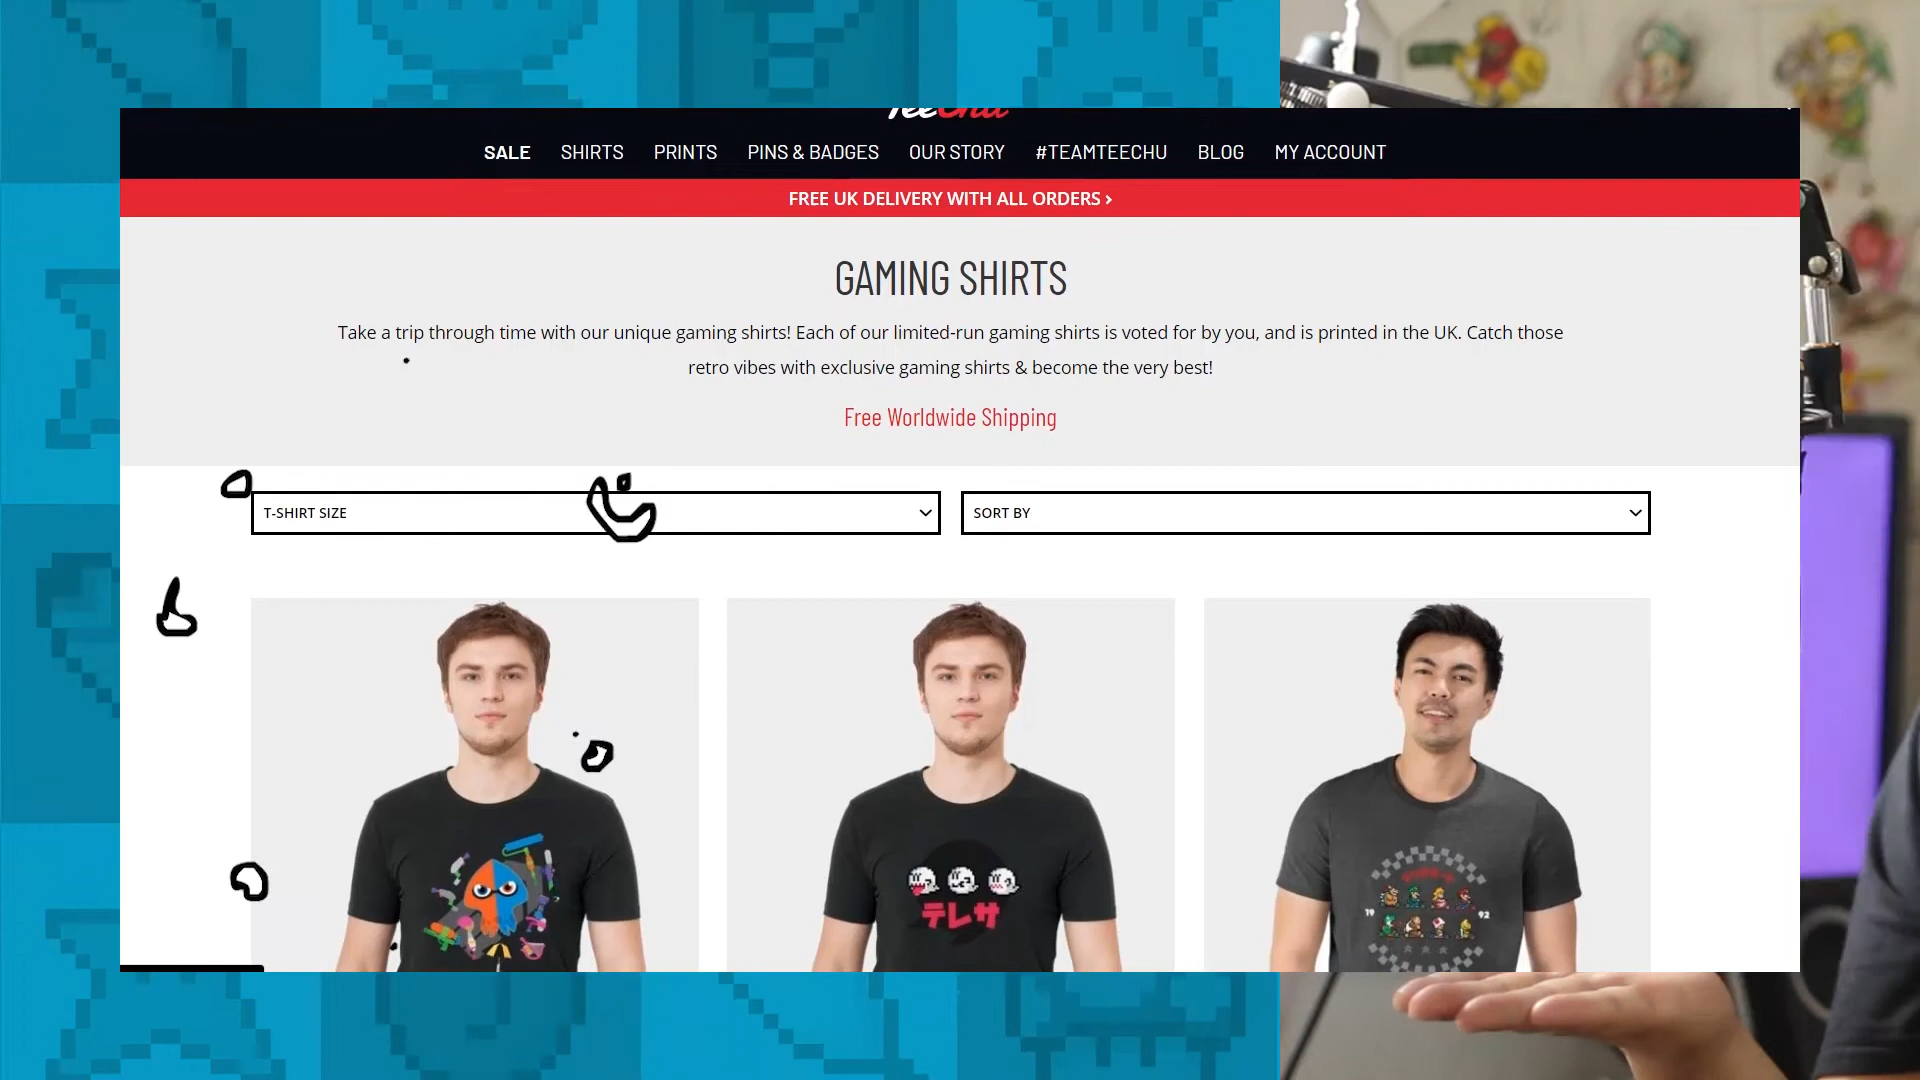 TeeChu
SALE SHIRTS PRINTS PINS & BADGES OUR STORY #TEAMTEECHU BLOG MY ACCOUNT
FREE UK DELIVERY WITH ALL ORDERS ›
GAMING SHIRTS
Take a trip through time with our unique gaming shirts! Each of our limited-run gaming shirts is voted for by you, and is printed in the UK. Catch those
retro vibes with exclusive gaming shirts & become the very best!
Free Worldwide Shipping
T-SHIRT SIZE
SORT BY
テレサ
19 92